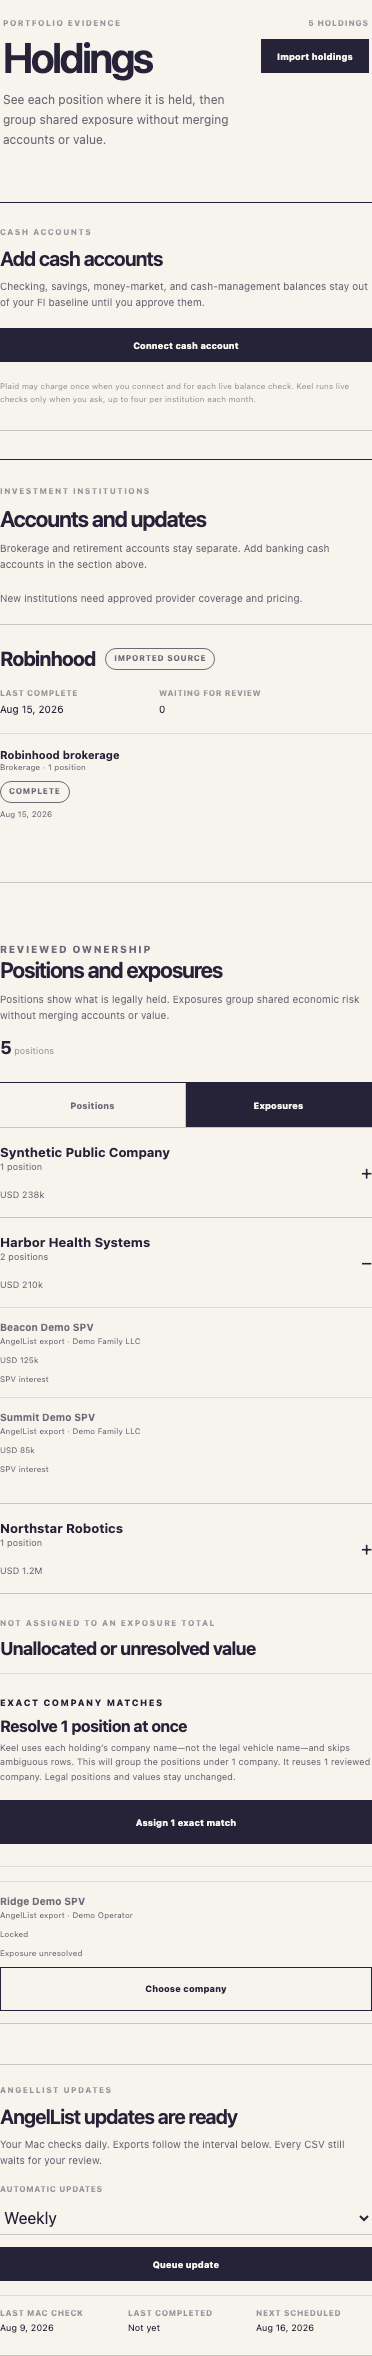 PORTFOLIO EVIDENCE
5 HOLDINGS
Holdings
Import holdings
See each position where it is held, then
group shared exposure without merging
accounts or value.
CASH ACCOUNTS
Add cash accounts
Checking, savings, money-market, and cash-management balances stay out
of your FI baseline until you approve them.
Connect cash account
Plaid may charge once when you connect and for each live balance check. Keel runs live
checks only when you ask, up to four per institution each month.
INVESTMENT INSTITUTIONS
Accounts and updates
Brokerage and retirement accounts stay separate. Add banking cash
accounts in the section above.
New institutions need approved provider coverage and pricing.
Robinhood
IMPORTED SOURCE
LAST COMPLETE
WAITING FOR REVIEW
Aug 15, 2026
0
Robinhood brokerage
Brokerage · 1 position
COMPLETE
Aug 15, 2026
REVIEWED OWNERSHIP
Positions and exposures
Positions show what is legally held. Exposures group shared economic risk
without merging accounts or value.
5 positions
Positions
Exposures
Synthetic Public Company
1 position
+
USD 238k
Harbor Health Systems
2 positions
−
USD 210k
Beacon Demo SPV
AngelList export · Demo Family LLC
USD 125k
SPV interest
Summit Demo SPV
AngelList export · Demo Family LLC
USD 85k
SPV interest
Northstar Robotics
1 position
+
USD 1.2M
NOT ASSIGNED TO AN EXPOSURE TOTAL
Unallocated or unresolved value
EXACT COMPANY MATCHES
Resolve 1 position at once
Keel uses each holding's company name—not the legal vehicle name—and skips
ambiguous rows. This will group the positions under 1 company. It reuses 1 reviewed
company. Legal positions and values stay unchanged.
Assign 1 exact match
Ridge Demo SPV
AngelList export · Demo Operator
Locked
Exposure unresolved
Choose company
ANGELLIST UPDATES
AngelList updates are ready
Your Mac checks daily. Exports follow the interval below. Every CSV still
waits for your review.
AUTOMATIC UPDATES
Weekly
Queue update
LAST MAC CHECK
LAST COMPLETED
NEXT SCHEDULED
Aug 9, 2026
Not yet
Aug 16, 2026